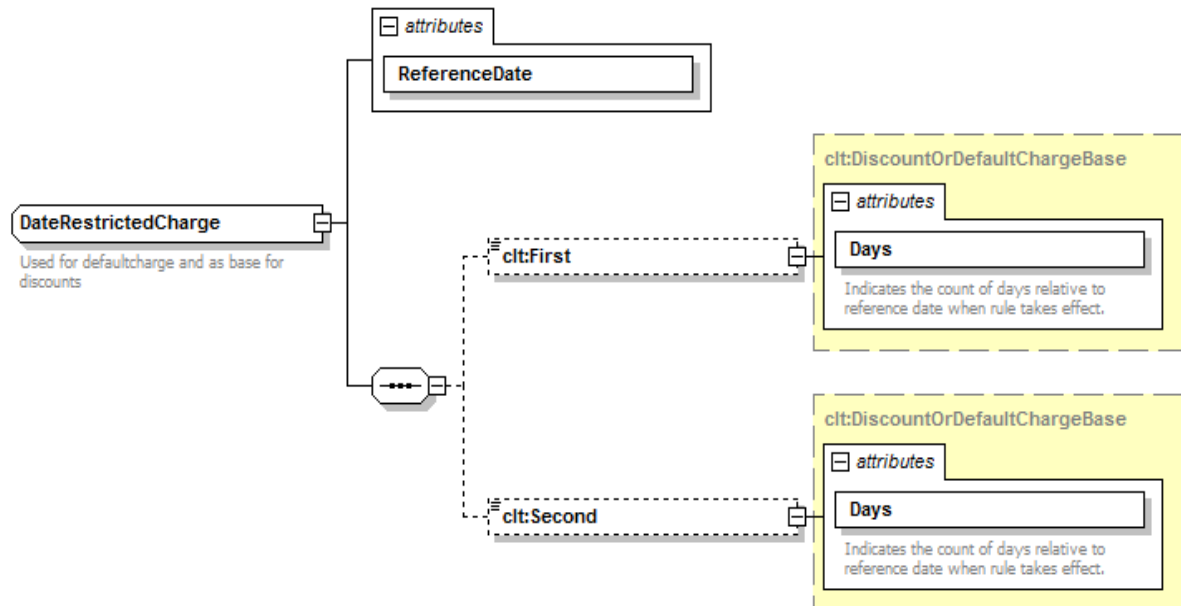 attributes
ReferenceDate
DateRestrictedCharge
Used for defaultcharge and as base for
discounts
clt:DiscountOrDefaultChargeBase
attributes
clt:First
Days
Indicates the count of days relative to
reference date when rule takes effect.
clt:DiscountOrDefaultChargeBase
attributes
clt:Second
Days
Indicates the count of days relative to
reference date when rule takes effect.